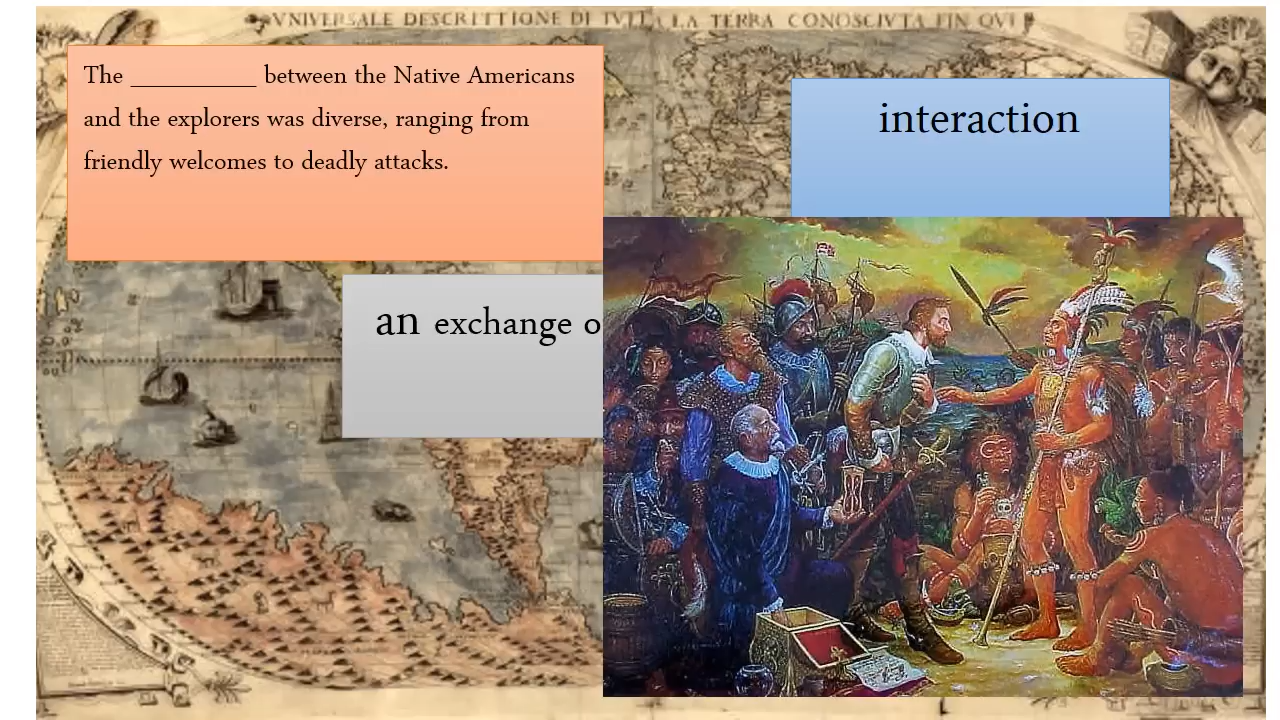 VNIVERSALE DESCRITTIONE DI TVTTA LA TERRA CONOSCIVTA FIN QVI
The __________ between the Native Americans
and the explorers was diverse, ranging from
friendly welcomes to deadly attacks.
interaction
an exchange o